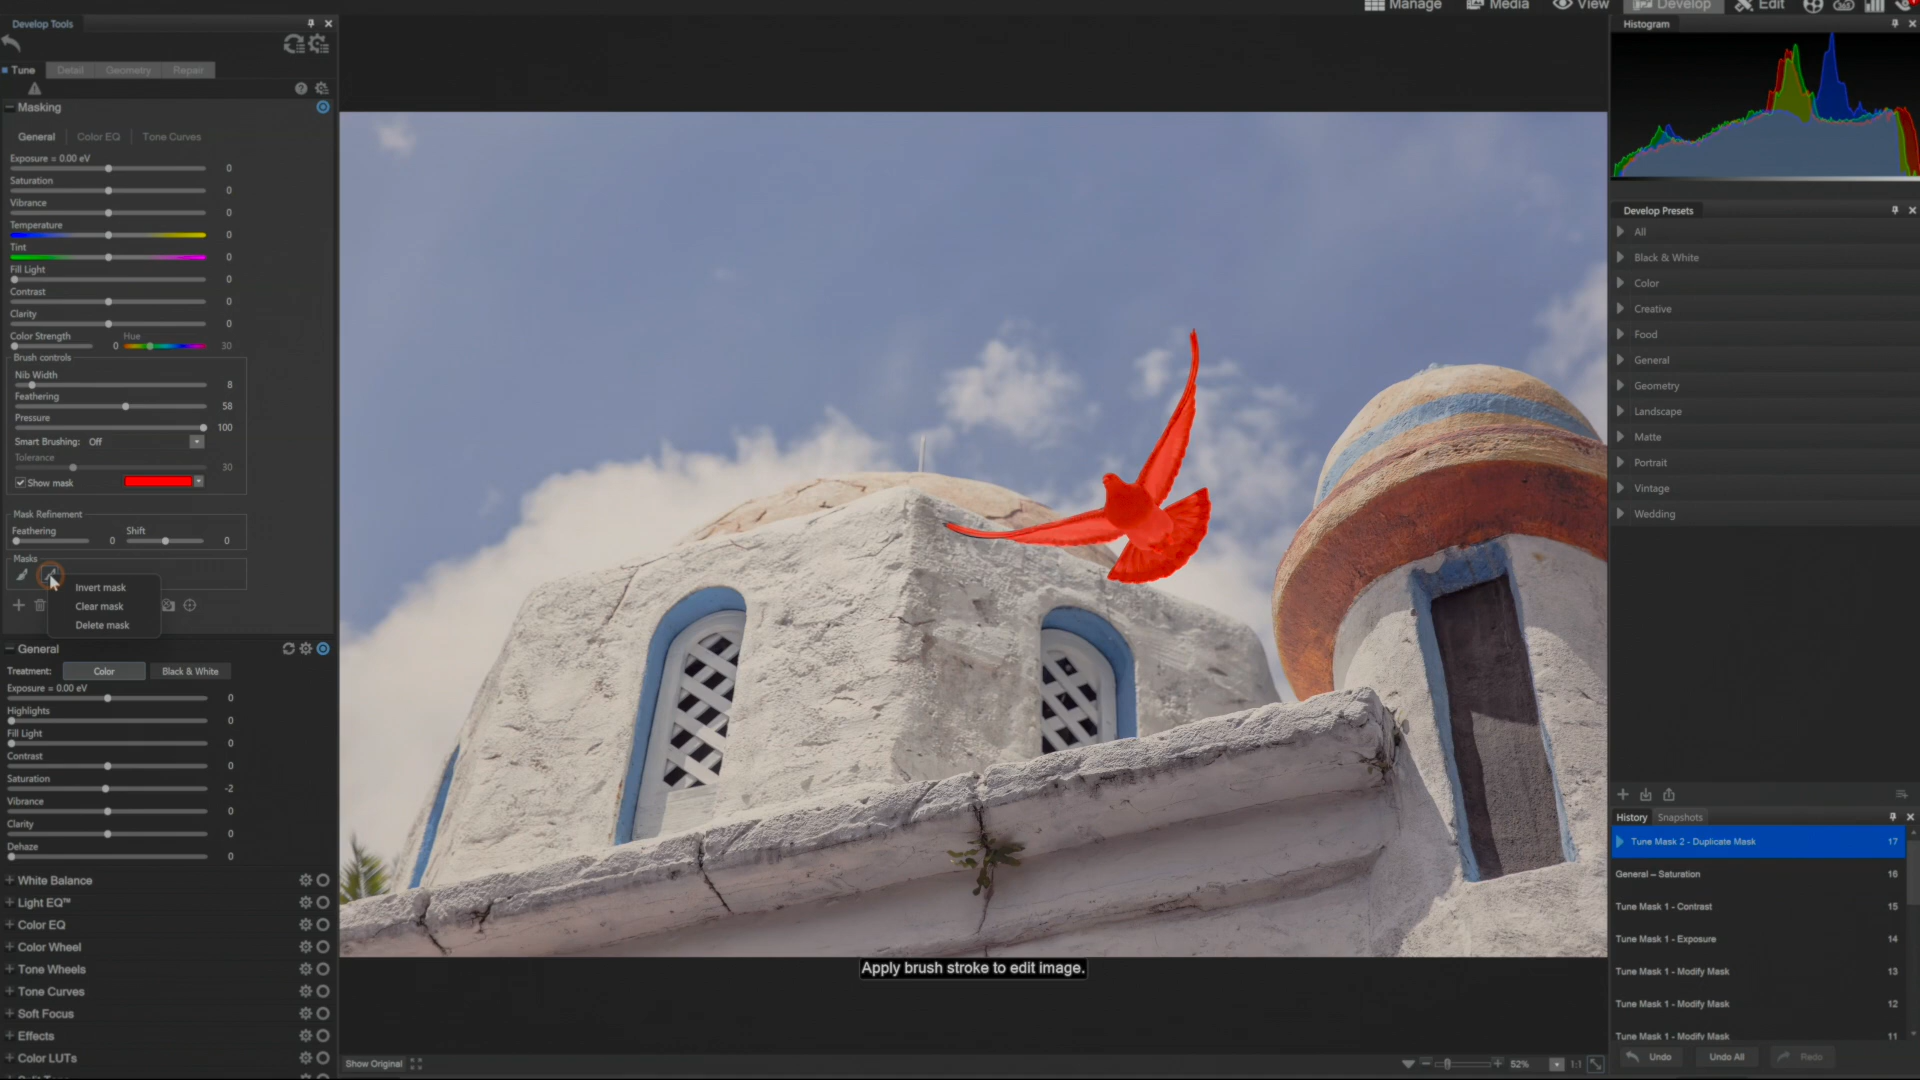 Develop Tools
Manage
Media
View
Develop
Edit
Tune
Detail
Geometry
Repair
Masking
General
Color EQ
Tone Curves
Exposure = 0.00 eV
0
Saturation
0
Vibrance
0
Temperature
0
Tint
0
Fill Light
0
Contrast
0
Clarity
0
Color Strength
0
Hue
30
Brush controls
Nib Width
8
Feathering
58
Pressure
100
Smart Brushing: Off
Tolerance
30
Show mask
Mask Refinement
Feathering
0
Shift
0
Masks
Invert mask
Clear mask
Delete mask
General
Treatment:
Color
Black & White
Exposure = 0.00 eV
0
Highlights
0
Fill Light
0
Contrast
0
Saturation
-2
Vibrance
0
Clarity
0
Dehaze
0
White Balance
Light EQ™
Color EQ
Color Wheel
Tone Wheels
Tone Curves
Soft Focus
Effects
Color LUTs
Apply brush stroke to edit image.
Show Original
52%
1:1
Histogram
Develop Presets
All
Black & White
Color
Creative
Food
General
Geometry
Landscape
Matte
Portrait
Vintage
Wedding
History
Snapshots
Tune Mask 2 - Duplicate Mask 17
General – Saturation 16
Tune Mask 1 - Contrast 15
Tune Mask 1 - Exposure 14
Tune Mask 1 - Modify Mask 13
Tune Mask 1 - Modify Mask 12
Tune Mask 1 - Modify Mask 11
Undo
Undo All
Redo